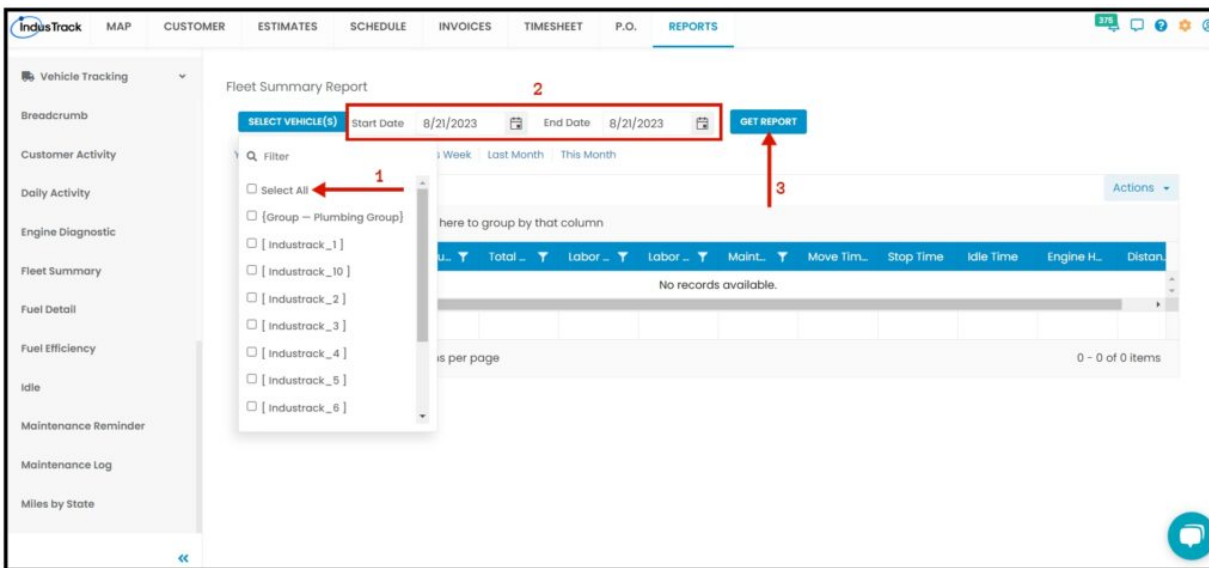 IndusTrack MAP CUSTOMER ESTIMATES SCHEDULE INVOICES TIMESHEET P.O. REPORTS 375
Vehicle Tracking
Breadcrumb
Customer Activity
Daily Activity
Engine Diagnostic
Fleet Summary
Fuel Detail
Fuel Efficiency
Idle
Maintenance Reminder
Maintenance Log
Miles by State
Fleet Summary Report
2
SELECT VEHICLE(S) Start Date 8/21/2023 End Date 8/21/2023 GET REPORT
Week Last Month This Month
Filter
1
Select All
3
Actions
{Group — Plumbing Group}
here to group by that column
[ Industrack_1 ]
[ Industrack_10 ]
[ Industrack_2 ]
[ Industrack_3 ]
[ Industrack_4 ]
[ Industrack_5 ]
[ Industrack_6 ]
Total ... Labor ... Labor ... Maint... Move Tim... Stop Time Idle Time Engine H... Distan
No records available.
per page
0 - 0 of 0 items